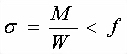 σ = M/W < f